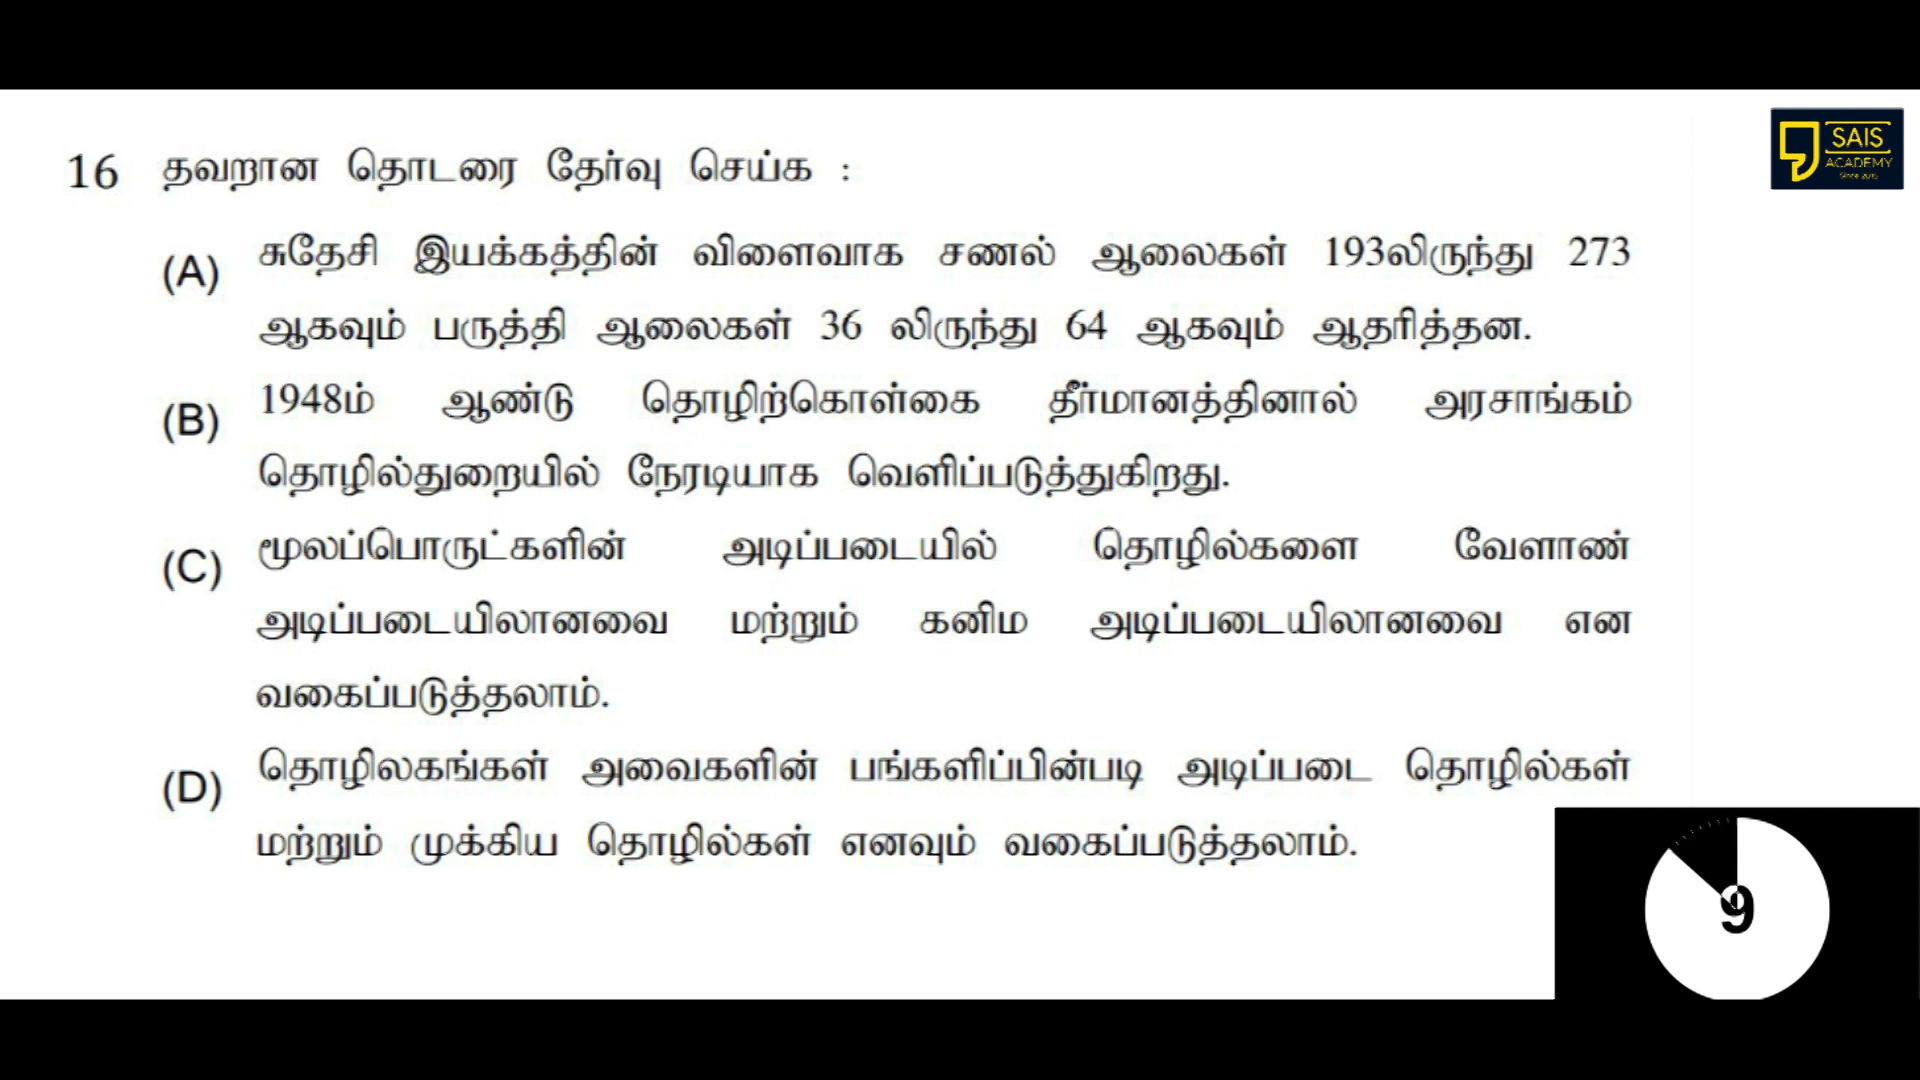 SAIS
ACADEMY
Since 2015
16 தவறான தொடரை தேர்வு செய்க :
(A) சுதேசி இயக்கத்தின் விளைவாக சணல் ஆலைகள் 193லிருந்து 273
ஆகவும் பருத்தி ஆலைகள் 36 லிருந்து 64 ஆகவும் ஆதரித்தன.
(B) 1948ம் ஆண்டு தொழிற்கொள்கை தீர்மானத்தினால் அரசாங்கம்
தொழில்துறையில் நேரடியாக வெளிப்படுத்துகிறது.
(C) மூலப்பொருட்களின் அடிப்படையில் தொழில்களை வேளாண்
அடிப்படையிலானவை மற்றும் கனிம அடிப்படையிலானவை என
வகைப்படுத்தலாம்.
(D) தொழிலகங்கள் அவைகளின் பங்களிப்பின்படி அடிப்படை தொழில்கள்
மற்றும் முக்கிய தொழில்கள் எனவும் வகைப்படுத்தலாம்.
9